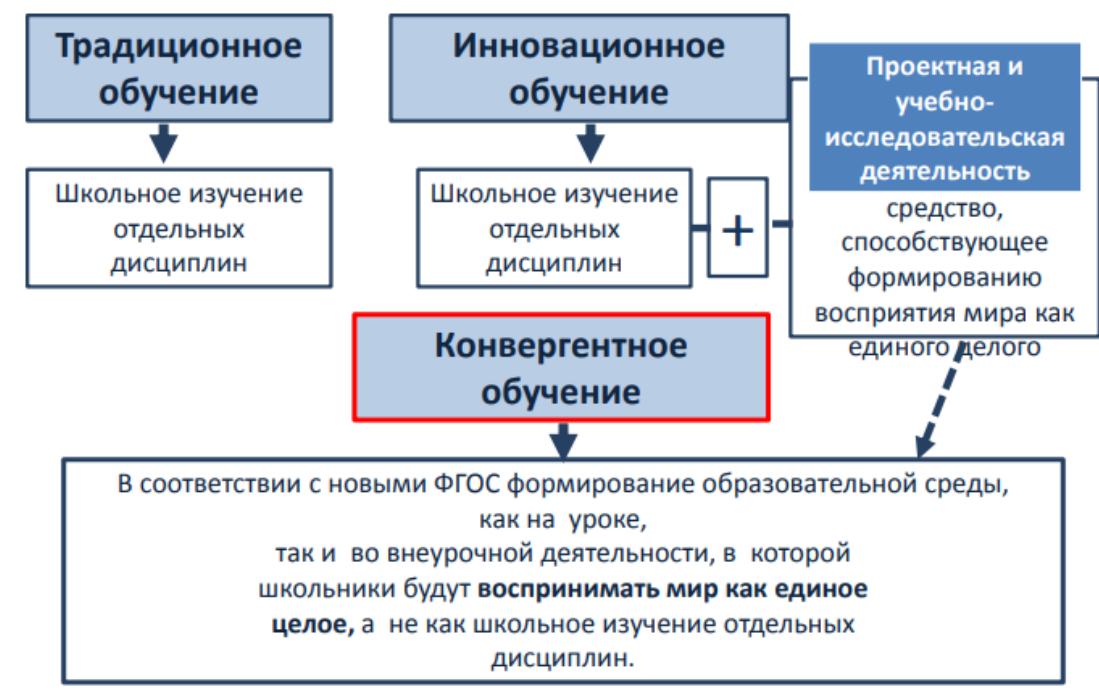 Традиционное
обучение
Школьное изучение
отдельных
дисциплин
Инновационное
обучение
Школьное изучение
отдельных
дисциплин
+
Проектная и
учебно-
исследовательская
деятельность
средство,
способствующее
формированию
восприятия мира как
единого целого
Конвергентное
обучение
В соответствии с новыми ФГОС формирование образовательной среды,
как на уроке,
так и во внеурочной деятельности, в которой
школьники будут воспринимать мир как единое
целое, а не как школьное изучение отдельных
дисциплин.